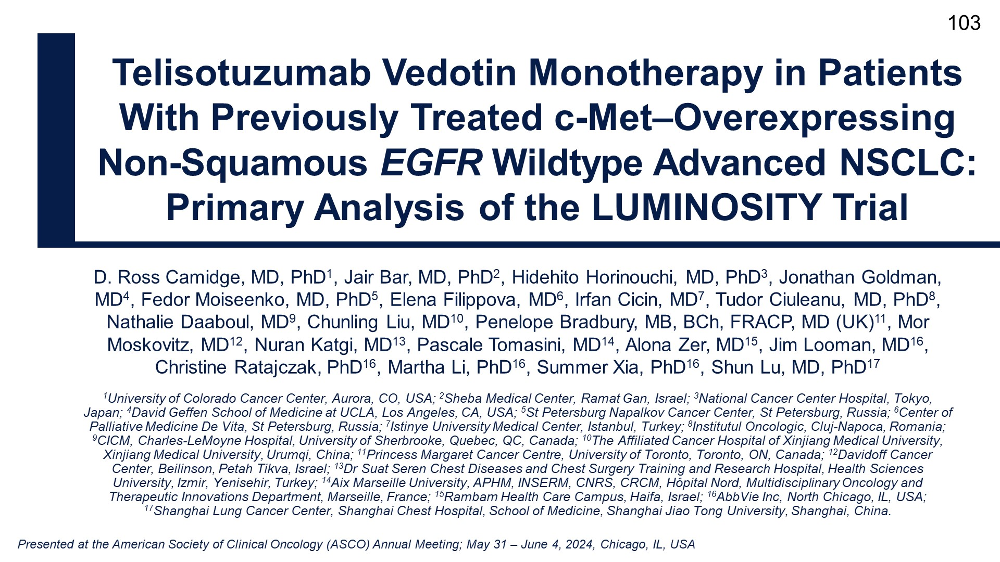 103
Telisotuzumab Vedotin Monotherapy in Patients
With Previously Treated c-Met–Overexpressing
Non-Squamous EGFR Wildtype Advanced NSCLC:
Primary Analysis of the LUMINOSITY Trial
D. Ross Camidge, MD, PhD¹, Jair Bar, MD, PhD², Hidehito Horinouchi, MD, PhD³, Jonathan Goldman,
MD⁴, Fedor Moiseenko, MD, PhD⁵, Elena Filippova, MD⁶, Irfan Cicin, MD⁷, Tudor Ciuleanu, MD, PhD⁸,
Nathalie Daaboul, MD⁹, Chunling Liu, MD¹⁰, Penelope Bradbury, MB, BCh, FRACP, MD (UK)¹¹, Mor
Moskovitz, MD¹², Nuran Katgi, MD¹³, Pascale Tomasini, MD¹⁴, Alona Zer, MD¹⁵, Jim Looman, MD¹⁶,
Christine Ratajczak, PhD¹⁶, Martha Li, PhD¹⁶, Summer Xia, PhD¹⁶, Shun Lu, MD, PhD¹⁷
¹University of Colorado Cancer Center, Aurora, CO, USA; ²Sheba Medical Center, Ramat Gan, Israel; ³National Cancer Center Hospital, Tokyo,
Japan; ⁴David Geffen School of Medicine at UCLA, Los Angeles, CA, USA; ⁵St Petersburg Napalkov Cancer Center, St Petersburg, Russia; ⁶Center of
Palliative Medicine De Vita, St Petersburg, Russia; ⁷Istinye University Medical Center, Istanbul, Turkey; ⁸Institutul Oncologic, Cluj-Napoca, Romania;
⁹CICM, Charles-LeMoyne Hospital, University of Sherbrooke, Quebec, QC, Canada; ¹⁰The Affiliated Cancer Hospital of Xinjiang Medical University,
Xinjiang Medical University, Urumqi, China; ¹¹Princess Margaret Cancer Centre, University of Toronto, Toronto, ON, Canada; ¹²Davidoff Cancer
Center, Beilinson, Petah Tikva, Israel; ¹³Dr Suat Seren Chest Diseases and Chest Surgery Training and Research Hospital, Health Sciences
University, Izmir, Yenisehir, Turkey; ¹⁴Aix Marseille University, APHM, INSERM, CNRS, CRCM, Hôpital Nord, Multidisciplinary Oncology and
Therapeutic Innovations Department, Marseille, France; ¹⁵Rambam Health Care Campus, Haifa, Israel; ¹⁶AbbVie Inc, North Chicago, IL, USA;
¹⁷Shanghai Lung Cancer Center, Shanghai Chest Hospital, School of Medicine, Shanghai Jiao Tong University, Shanghai, China.
Presented at the American Society of Clinical Oncology (ASCO) Annual Meeting; May 31 – June 4, 2024, Chicago, IL, USA